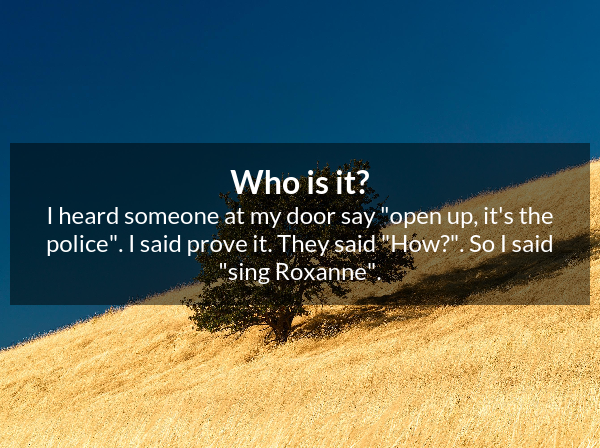 Who is it?
I heard someone at my door say "open up, it's the
police". I said prove it. They said "How?". So I said
"sing Roxanne".